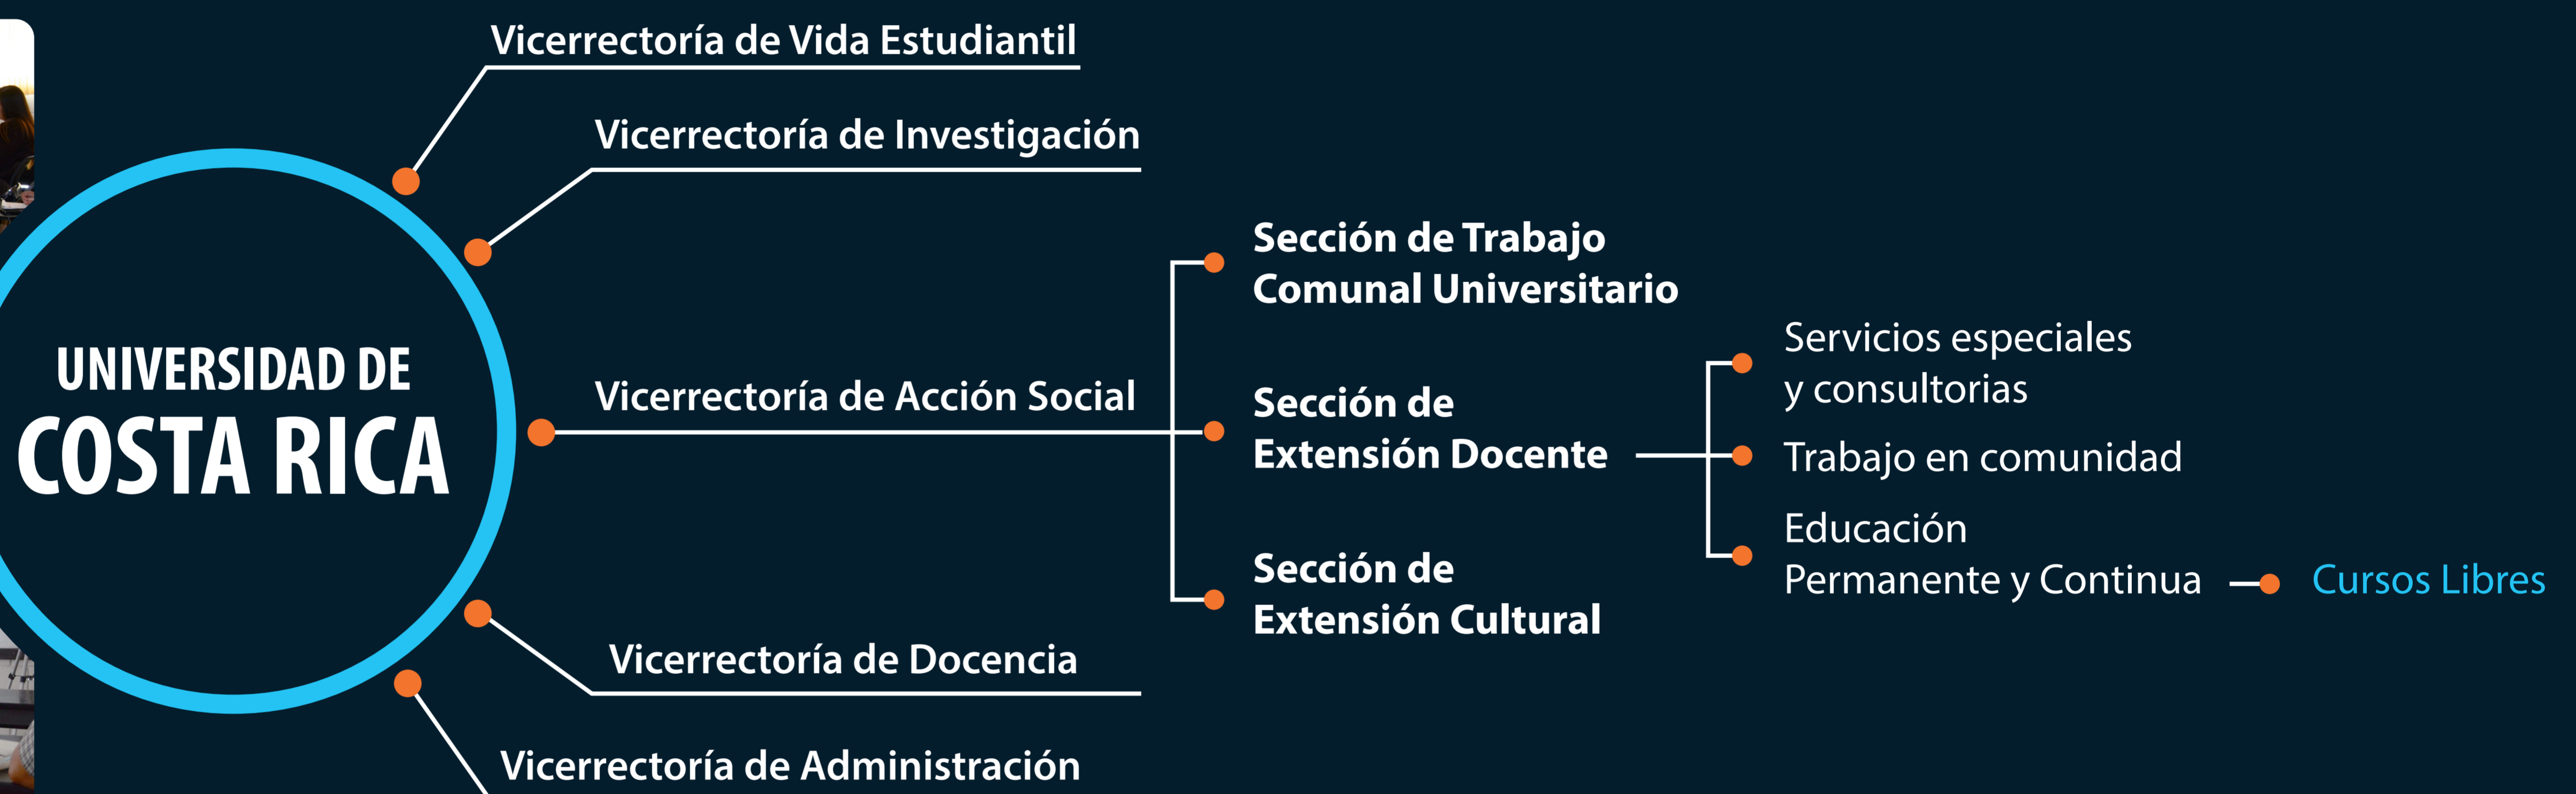 Vicerrectoría de Vida Estudiantil
Vicerrectoría de Investigación
UNIVERSIDAD DE
COSTA RICA
Vicerrectoría de Acción Social
Sección de Trabajo
Comunal Universitario
Sección de
Extensión Docente
Sección de
Extensión Cultural
Servicios especiales
y consultorias
Trabajo en comunidad
Educación
Permanente y Continua
Cursos Libres
Vicerrectoría de Docencia
Vicerrectoría de Administración